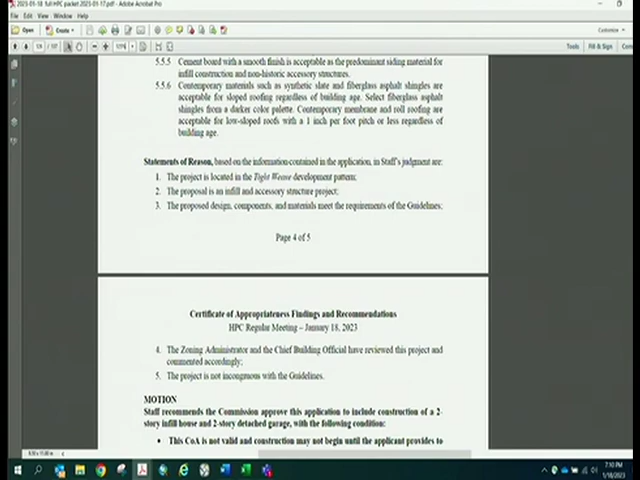 2023-01-18 full HPC packet 2023-01-17.pdf - Adobe Acrobat Pro
File Edit View Window Help
Open Create Customize
Tools Fill & Sign
5.5.5 Cement board with a smooth finish is acceptable as the predominant siding material for
infill construction and non-historic accessory structures.
5.5.6 Contemporary materials such as synthetic slate and fiberglass asphalt shingles are
acceptable for sloped roofing regardless of building age. Select fiberglass asphalt
shingles from a darker color palette. Contemporary membrane and roll roofing are
acceptable for low-sloped roofs with a 1 inch per foot pitch or less regardless of
building age.
Statements of Reason, based on the information contained in the application, in Staff's judgment are:
1. The project is located in the Tight Weave development pattern;
2. The proposal is an infill and accessory structure project;
3. The proposed design, components, and materials meet the requirements of the Guidelines;
Page 4 of 5
Certificate of Appropriateness Findings and Recommendations
HPC Regular Meeting – January 18, 2023
4. The Zoning Administrator and the Chief Building Official have reviewed this project and
commented accordingly;
5. The project is not incongruous with the Guidelines.
MOTION
Staff recommends the Commission approve this application to include construction of a 2-
story infill house and 2-story detached garage, with the following condition:
• This CoA is not valid and construction may not begin until the applicant provides to
8.50 x 11.00 in
7:10 PM
1/18/2023